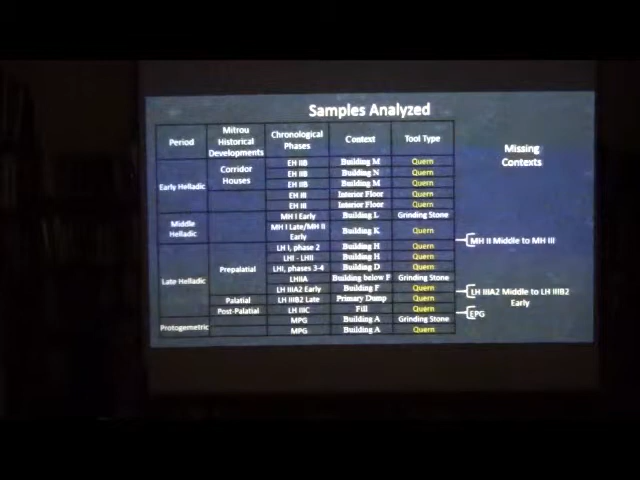 Samples Analyzed
Period Mitrou Historical Developments Chronological Phases Context Tool Type
Missing Contexts
Early Helladic Corridor Houses EH IIB Building M Quern
EH IIB Building N Quern
EH IIB Building M Quern
EH III Interior Floor Quern
EH III Interior Floor Quern
Middle Helladic MH I Early Building L Grinding Stone
MH I Late/MH II Early Building K Quern
MH II Middle to MH III
Late Helladic Prepalatial LH I, phase 2 Building H Quern
LHI - LHII Building H Quern
LHI, phases 3-4 Building D Quern
LHIIA Building below F Grinding Stone
LH IIIA2 Early Building F Quern
LH IIIA2 Middle to LH IIIB2 Early
Palatial LH IIIB2 Late Primary Dump Quern
Post-Palatial LH IIIC Fill Quern
EPG
Protogemetric MPG Building A Grinding Stone
MPG Building A Quern